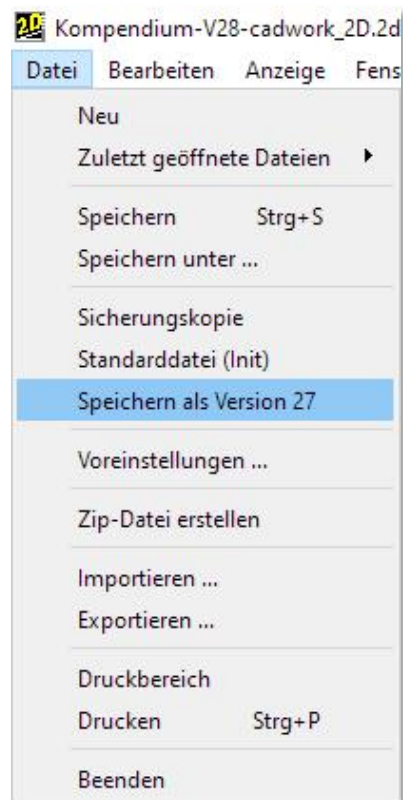 2D Kompendium-V28-cadwork_2D.2d
Datei Bearbeiten Anzeige Fens
Neu
Zuletzt geöffnete Dateien
Speichern Strg+S
Speichern unter ...
Sicherungskopie
Standarddatei (Init)
Speichern als Version 27
Voreinstellungen ...
Zip-Datei erstellen
Importieren ...
Exportieren ...
Druckbereich
Drucken Strg+P
Beenden